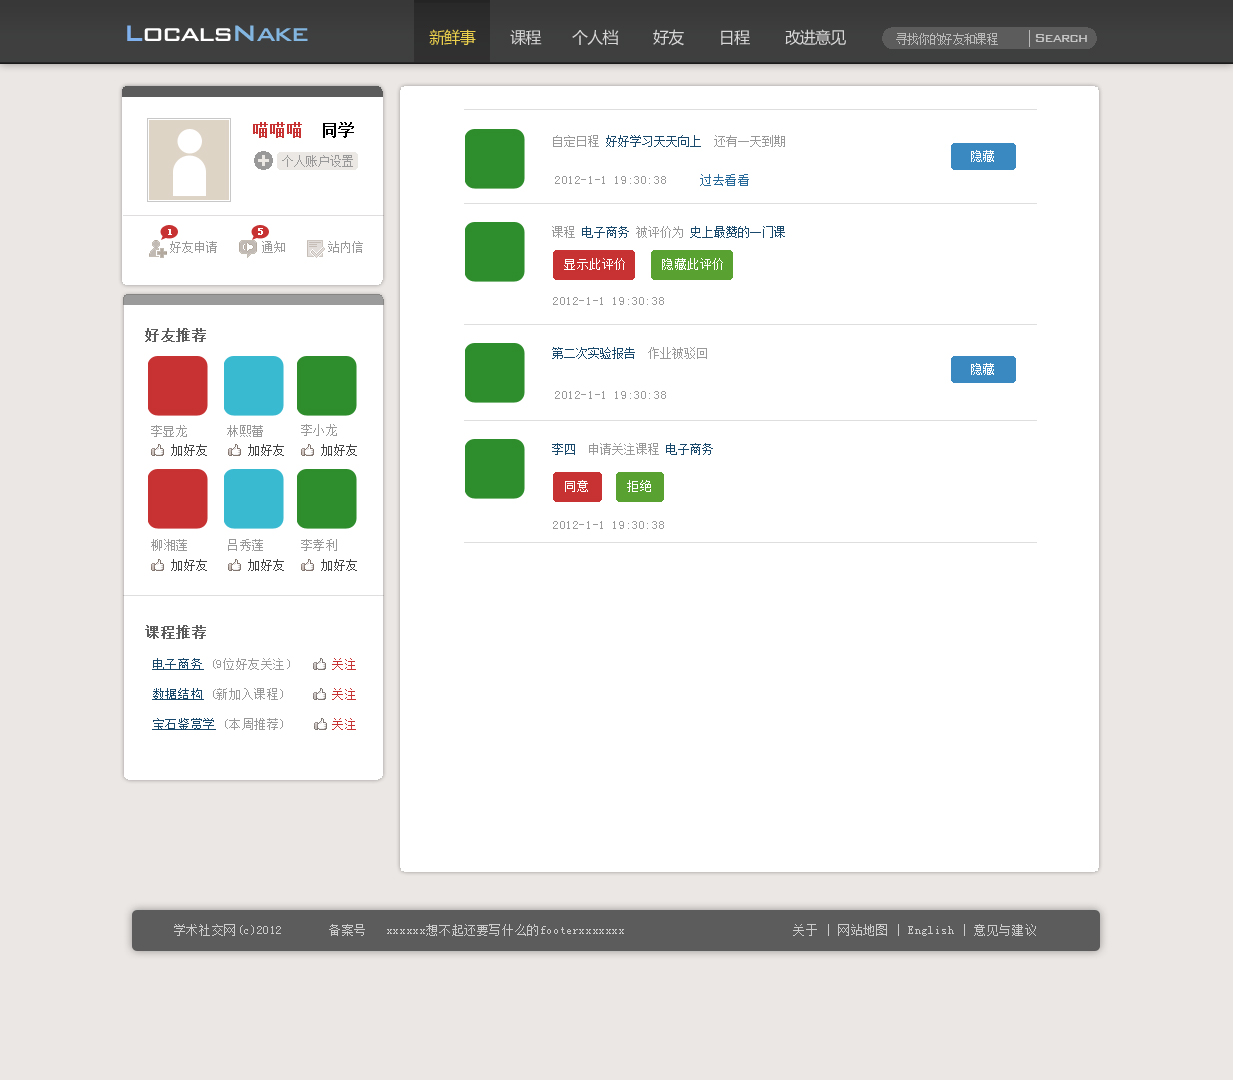 LOCALSNAKE 新鲜事 课程 个人档 好友 日程 改进意见 寻找你的好友和课程 SEARCH
喵喵喵 同学
个人账户设置
1 5
好友申请 通知 站内信
好友推荐
李显龙 林熙蕾 李小龙
加好友 加好友 加好友
柳湘莲 吕秀莲 李孝利
加好友 加好友 加好友
课程推荐
电子商务 (9位好友关注) 关注
数据结构 (新加入课程) 关注
宝石鉴赏学 (本周推荐) 关注
自定日程 好好学习天天向上 还有一天到期
隐藏
2012-1-1 19:30:38 过去看看
课程 电子商务 被评价为 史上最赞的一门课
显示此评价 隐藏此评价
2012-1-1 19:30:38
第二次实验报告 作业被驳回
隐藏
2012-1-1 19:30:38
李四 申请关注课程 电子商务
同意 拒绝
2012-1-1 19:30:38
学术社交网(c)2012 备案号 xxxxxx想不起还要写什么的footerxxxxxxx 关于 | 网站地图 | English | 意见与建议